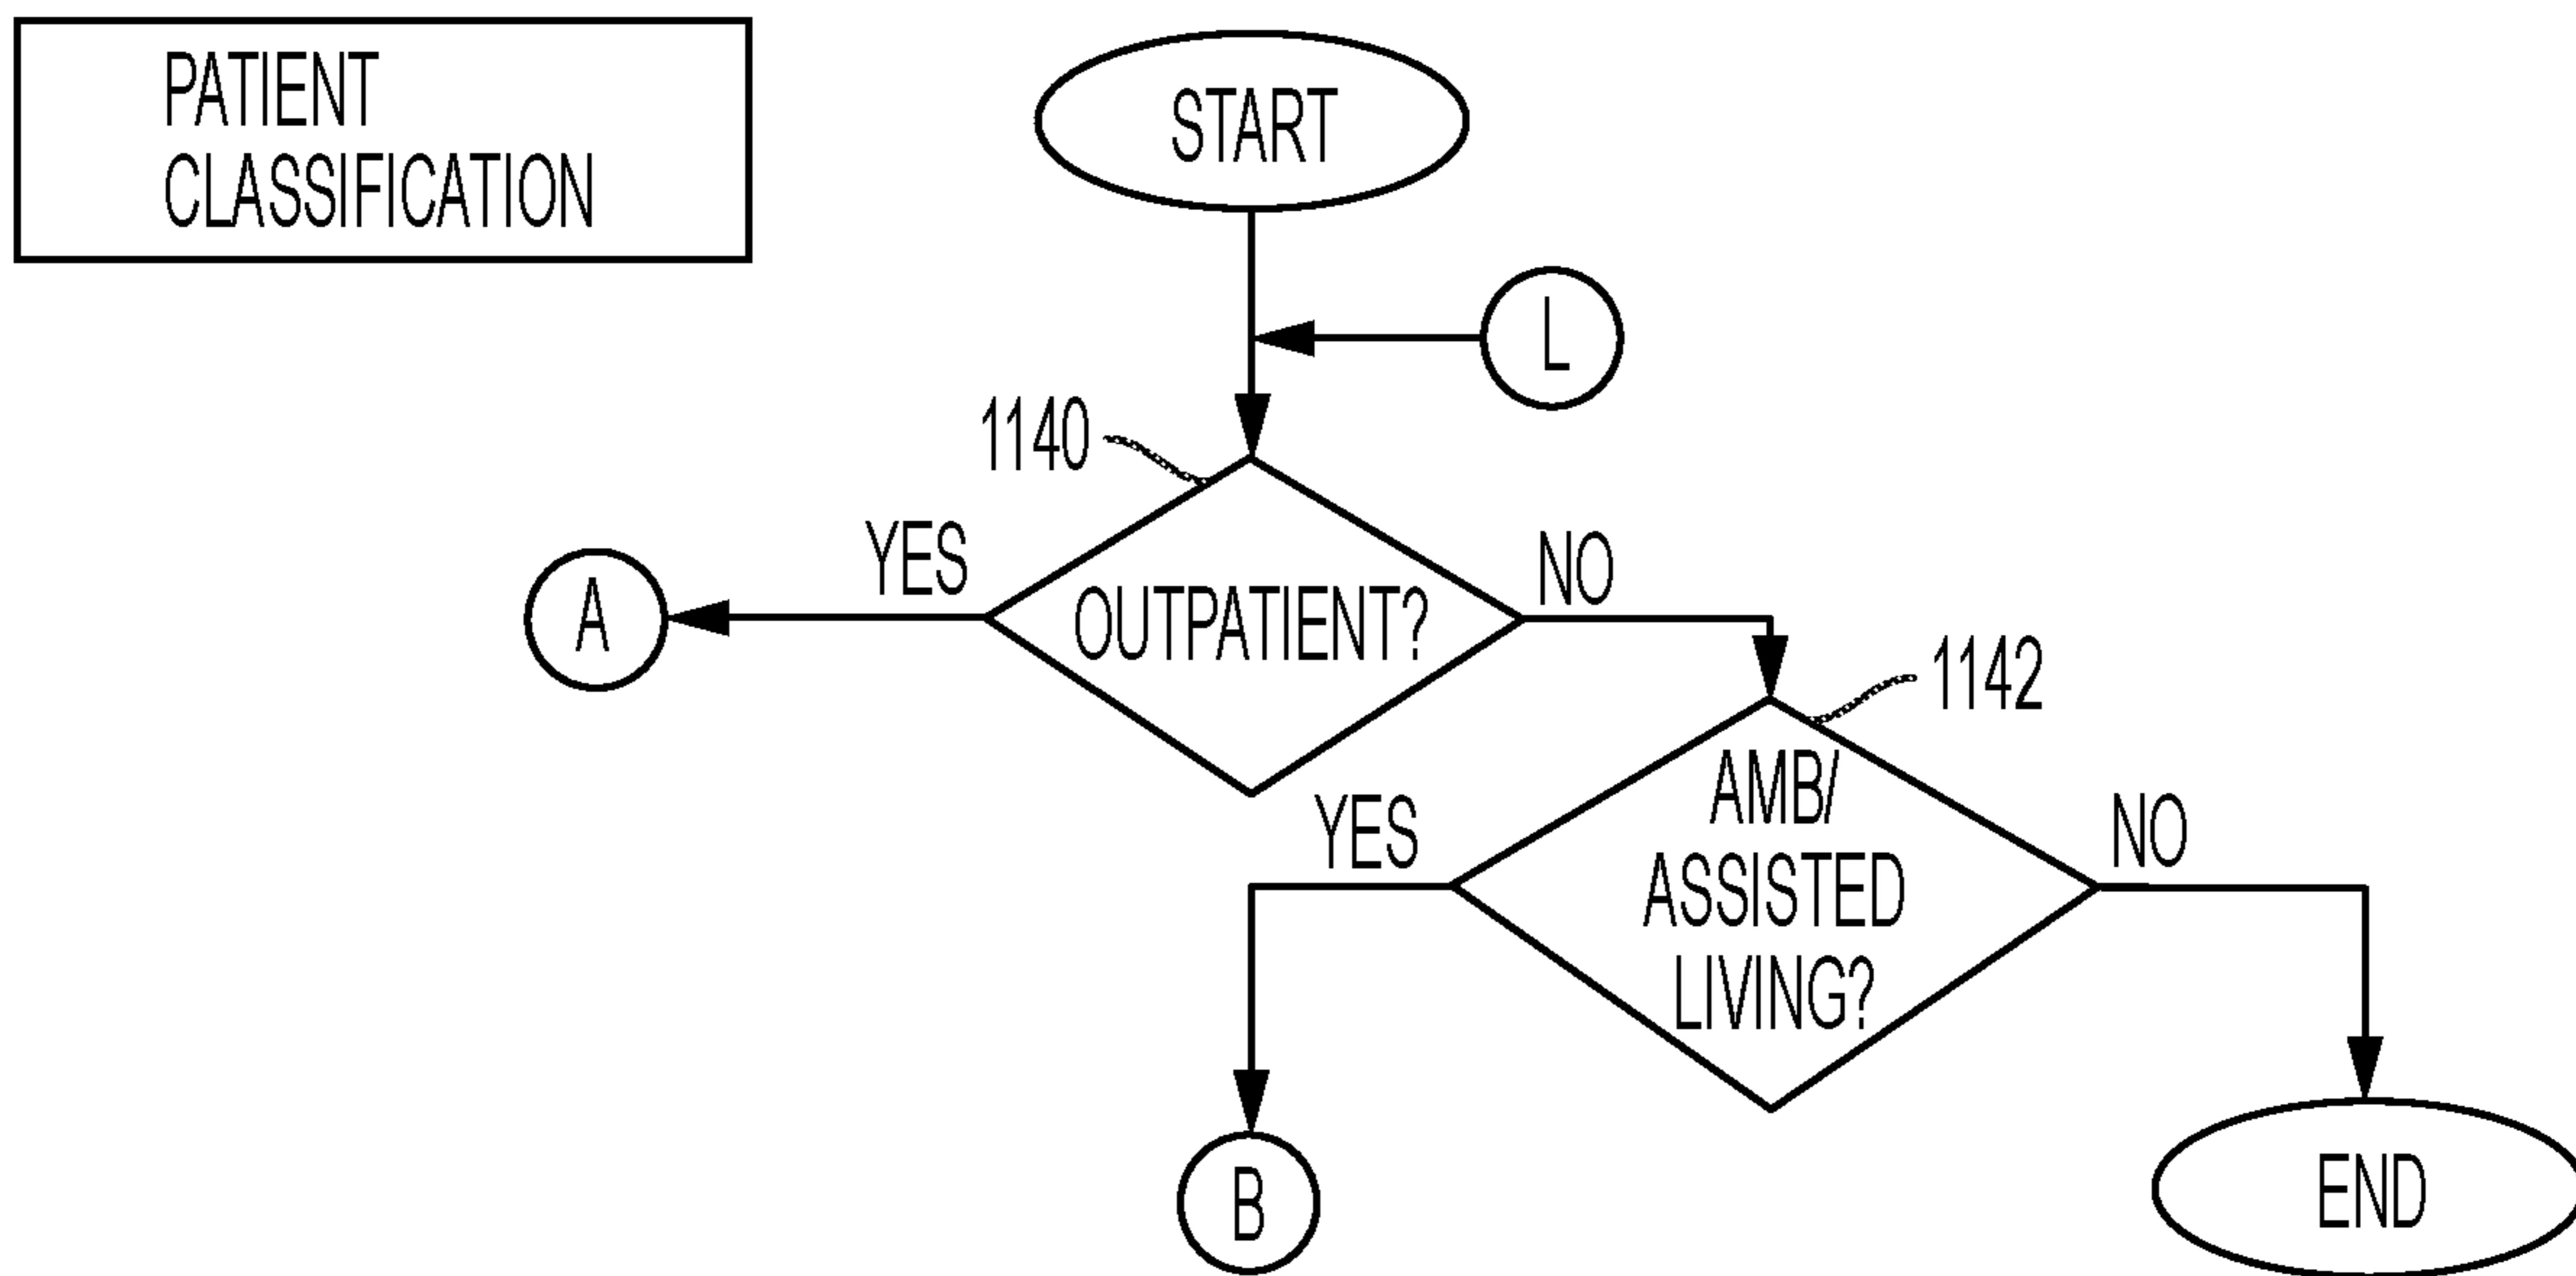 PATIENT
CLASSIFICATION
START
L
1140
YES
NO
A
OUTPATIENT?
1142
AMB/
ASSISTED
LIVING?
YES
NO
B
END